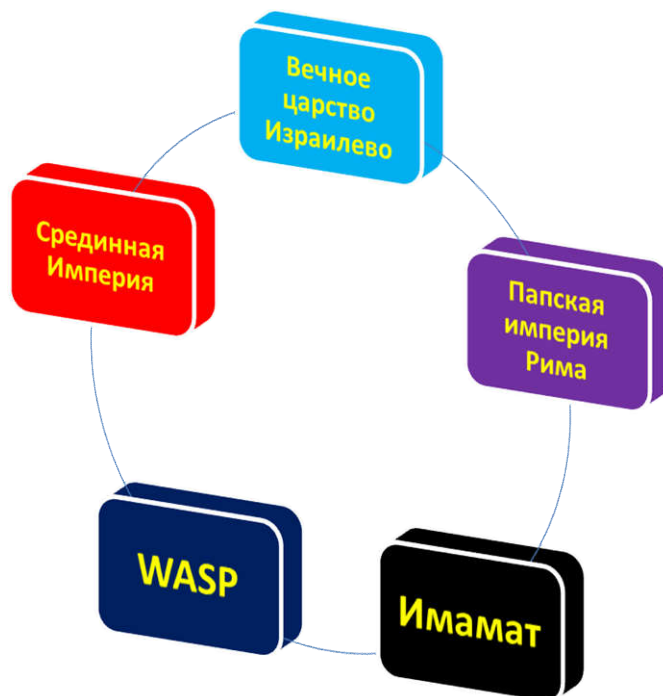 Вечное
царство
Израилево
Срединная
Империя
Папская
империя
Рима
WASP
Имамат